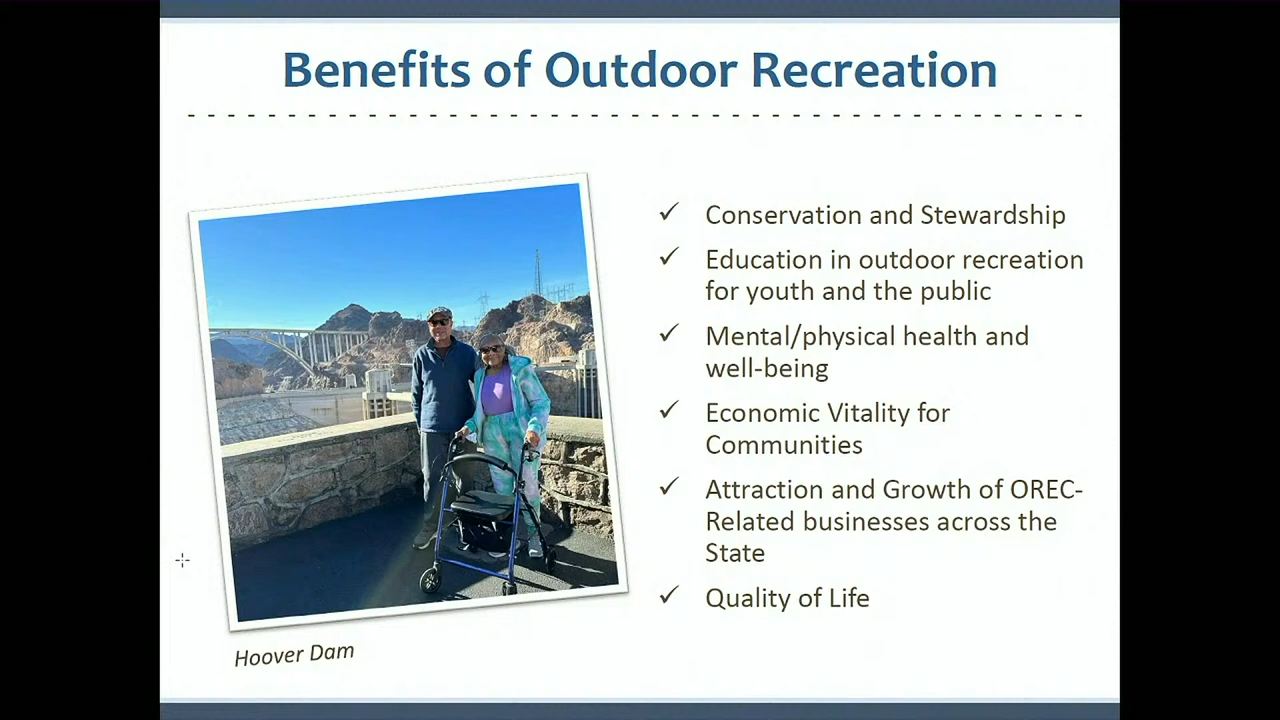 Benefits of Outdoor Recreation
✓ Conservation and Stewardship
✓ Education in outdoor recreation
for youth and the public
✓ Mental/physical health and
well-being
✓ Economic Vitality for
Communities
✓ Attraction and Growth of OREC-
Related businesses across the
State
✓ Quality of Life
Hoover Dam